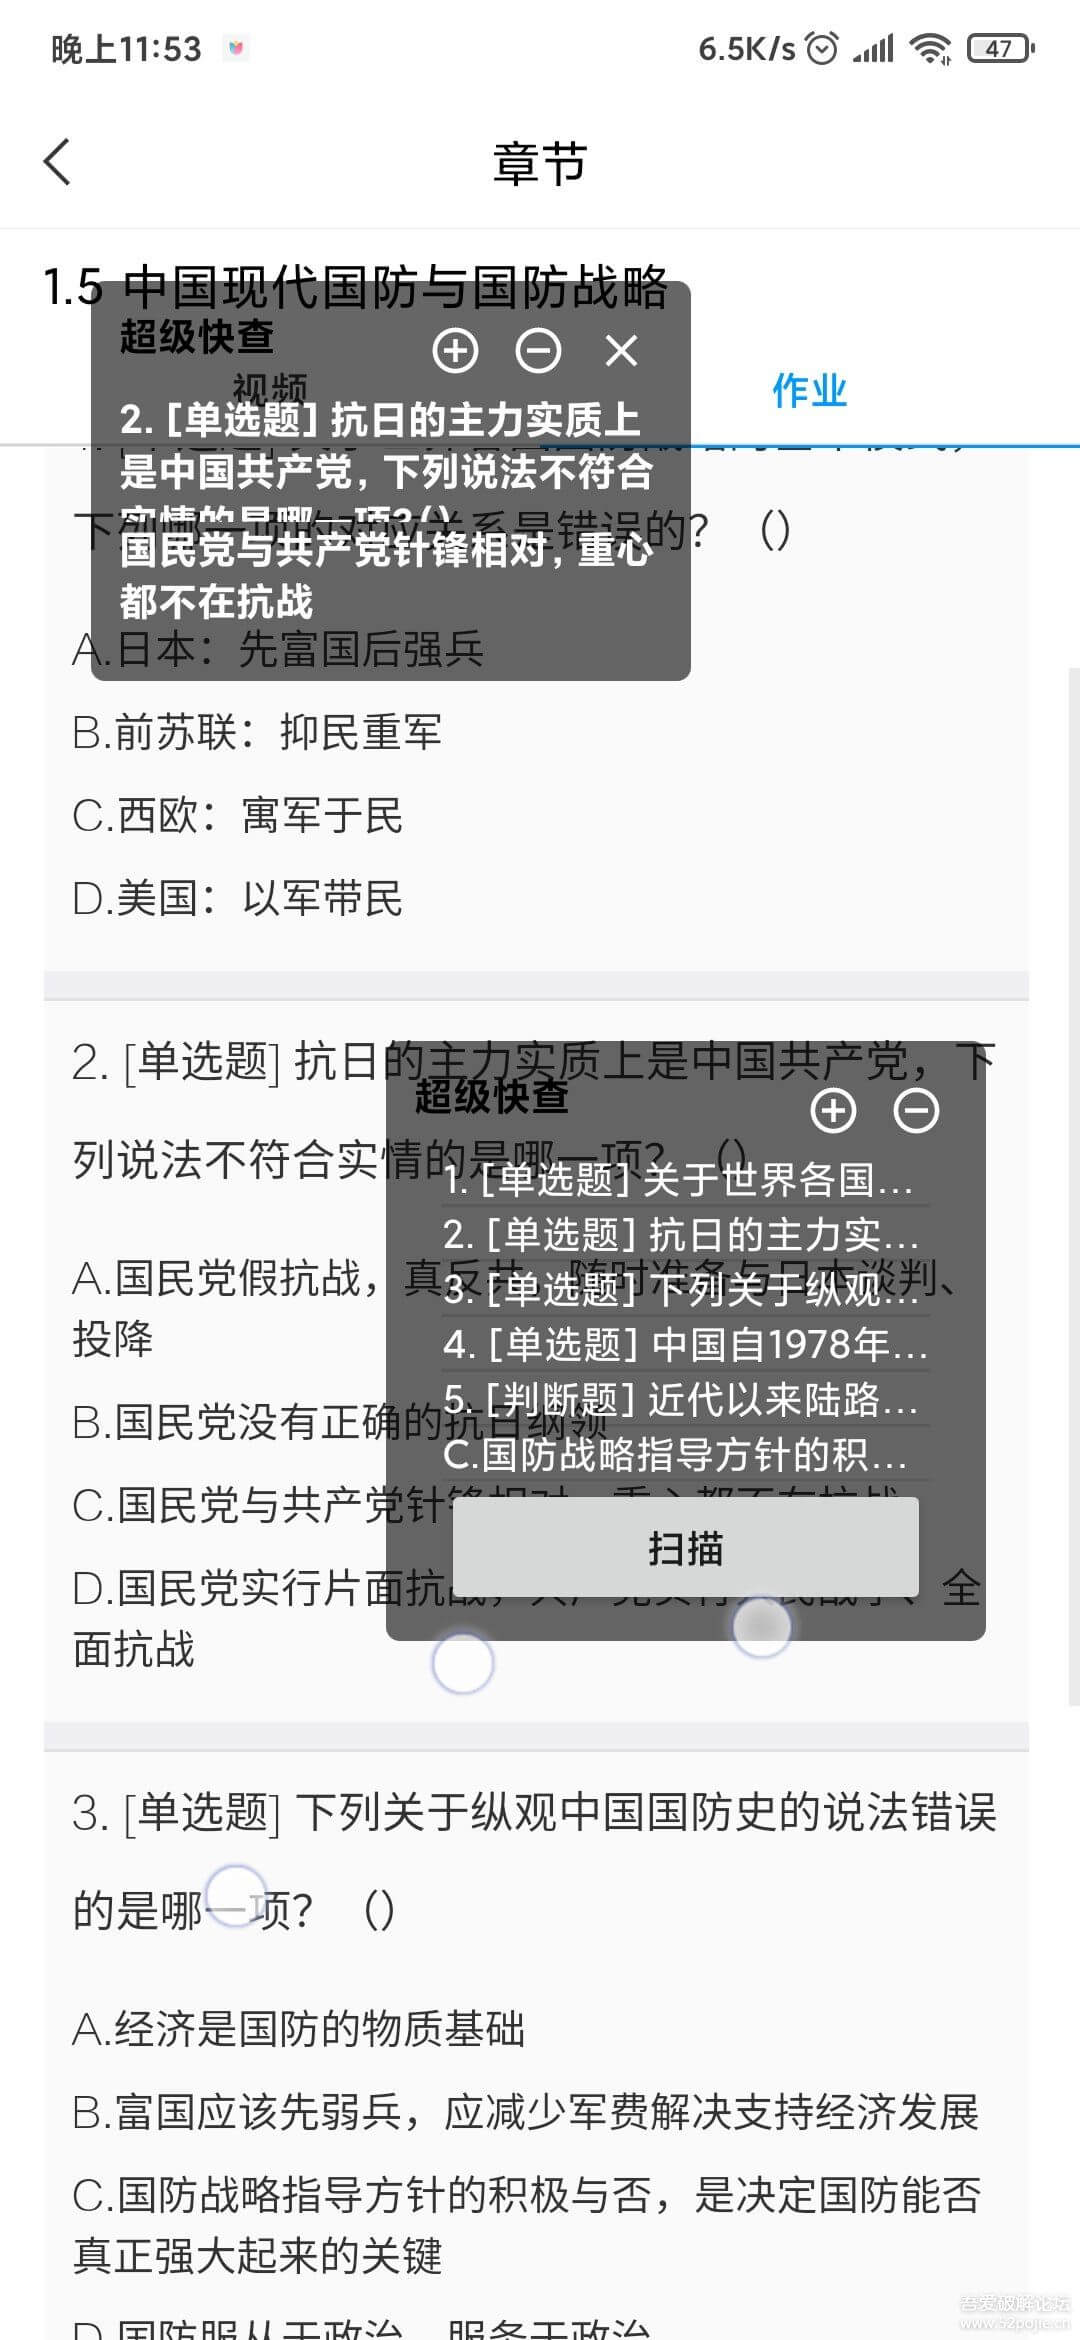 晚上11:53
6.5K/s
47
章节
1.5 中国现代国防与国防战略
超级快查
视频
作业
2. [单选题] 抗日的主力实质上
是中国共产党，下列说法不符合
实情的是哪一项?()
国民党与共产党针锋相对，重心
都不在抗战
下列哪一项的对应关系是错误的？（）
A.日本：先富国后强兵
B.前苏联：抑民重军
C.西欧：寓军于民
D.美国：以军带民
2. [单选题] 抗日的主力实质上是中国共产党，下
列说法不符合实情的是哪一项？（）
A.国民党假抗战，真反共，随时准备与日本谈判、
投降
B.国民党没有正确的抗日纲领
C.国民党与共产党针锋相对，重心都不在抗战
D.国民党实行片面抗战，
全
面抗战
超级快查
1. [单选题] 关于世界各国...
2. [单选题] 抗日的主力实...
3. [单选题] 下列关于纵观...
4. [单选题] 中国自1978年...
5. [判断题] 近代以来陆路...
C.国防战略指导方针的积...
扫描
3. [单选题] 下列关于纵观中国国防史的说法错误
的是哪一项？（）
A.经济是国防的物质基础
B.富国应该先弱兵，应减少军费解决支持经济发展
C.国防战略指导方针的积极与否，是决定国防能否
真正强大起来的关键
D.国防服从于政治，服务于政治
吾爱破解论坛
www.52pojie.cn